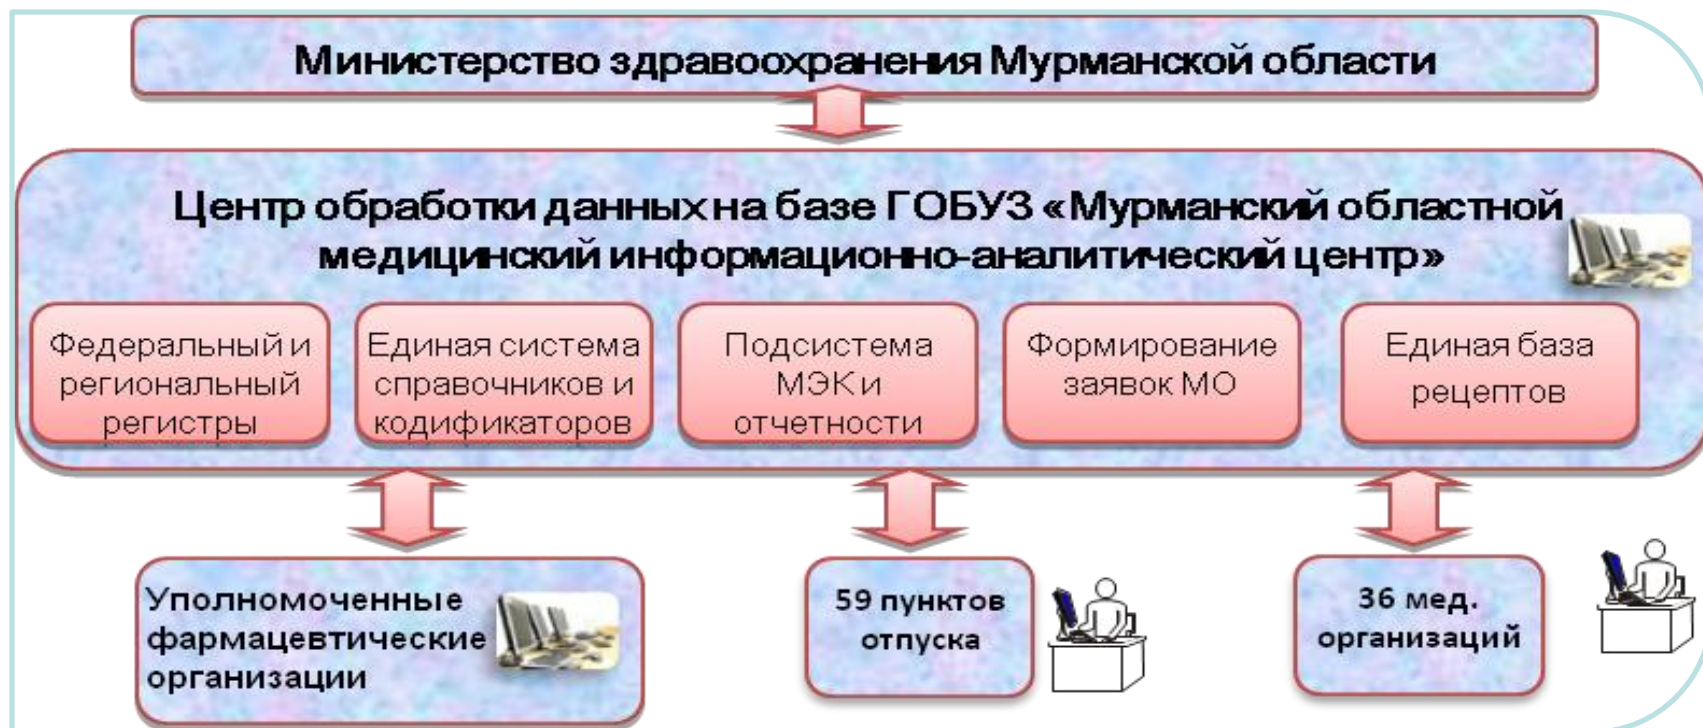 Министерство здравоохранения Мурманской области
Центр обработки данных на базе ГОБУЗ «Мурманский областной
медицинский информационно-аналитический центр»
Федеральный и
региональный
регистры
Единая система
справочников и
кодификаторов
Подсистема
МЭК и
отчетности
Формирование
заявок МО
Единая база
рецептов
Уполномоченные
фармацевтические
организации
59 пунктов
отпуска
36 мед.
организаций